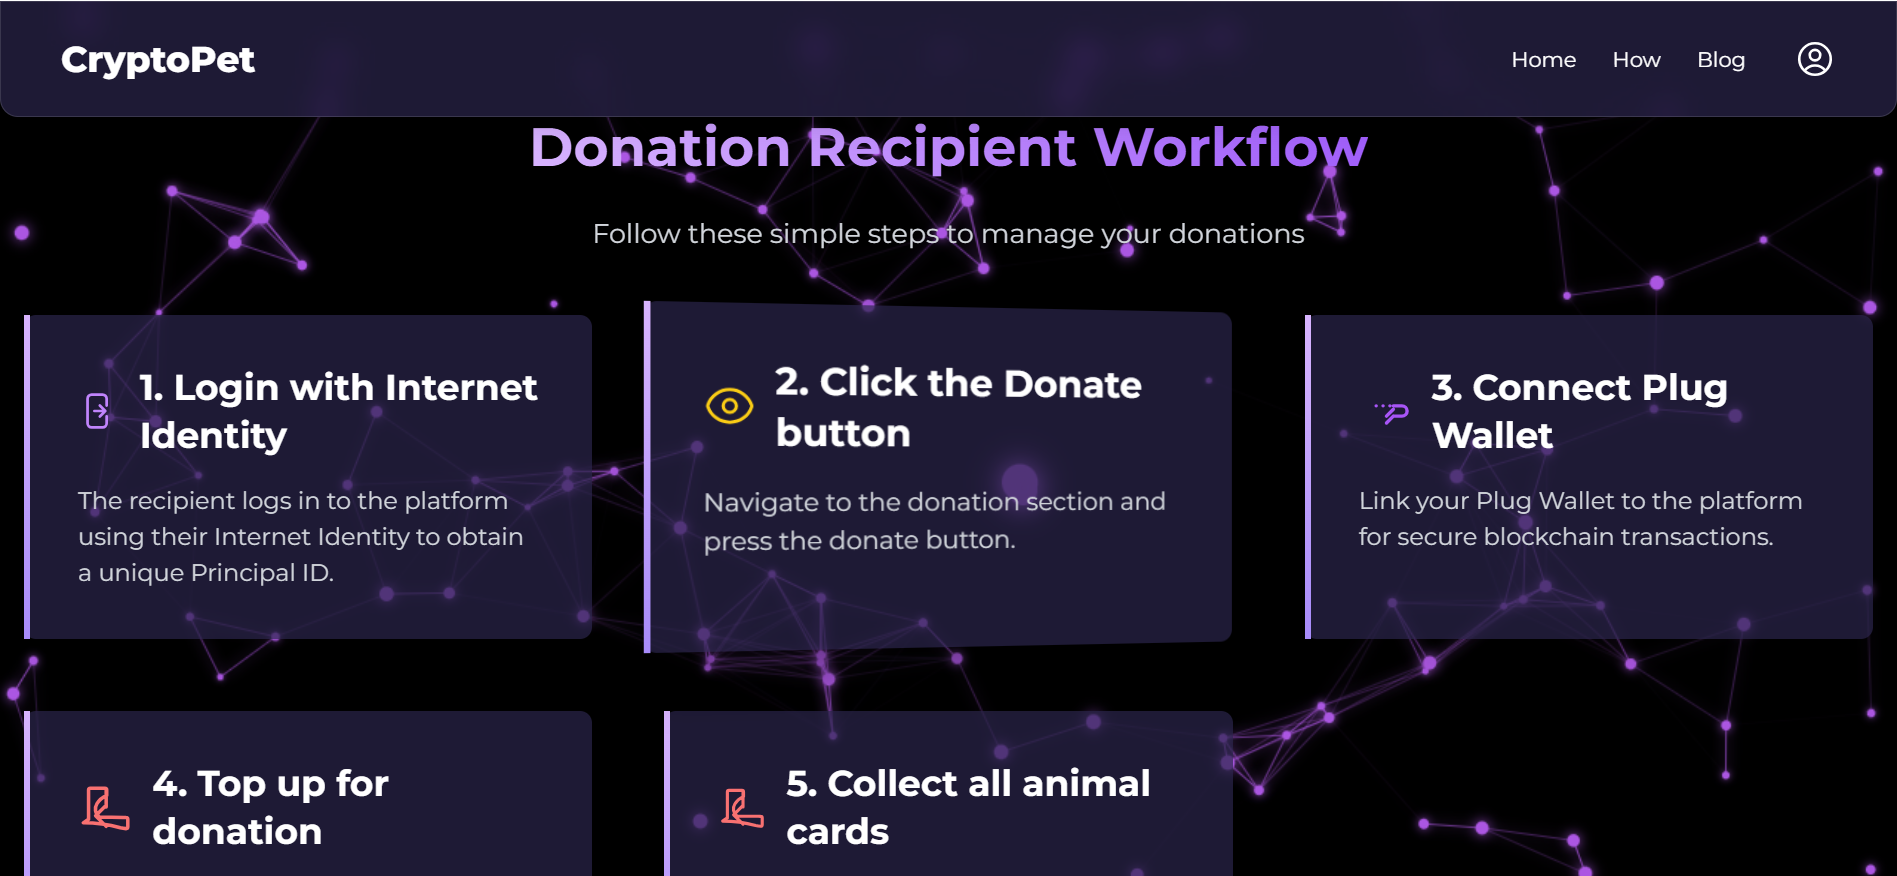 CryptoPet
Home How Blog
Donation Recipient Workflow
Follow these simple steps to manage your donations
1. Login with Internet
Identity
The recipient logs in to the platform
using their Internet Identity to obtain
a unique Principal ID.
2. Click the Donate
button
Navigate to the donation section and
press the donate button.
3. Connect Plug
Wallet
Link your Plug Wallet to the platform
for secure blockchain transactions.
4. Top up for
donation
5. Collect all animal
cards